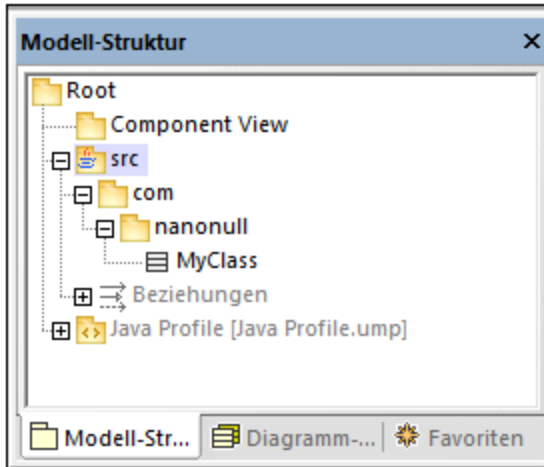 Modell-Struktur
Root
Component View
src
com
nanonull
MyClass
Beziehungen
Java Profile [Java Profile.ump]
Modell-Str... Diagramm-... Favoriten